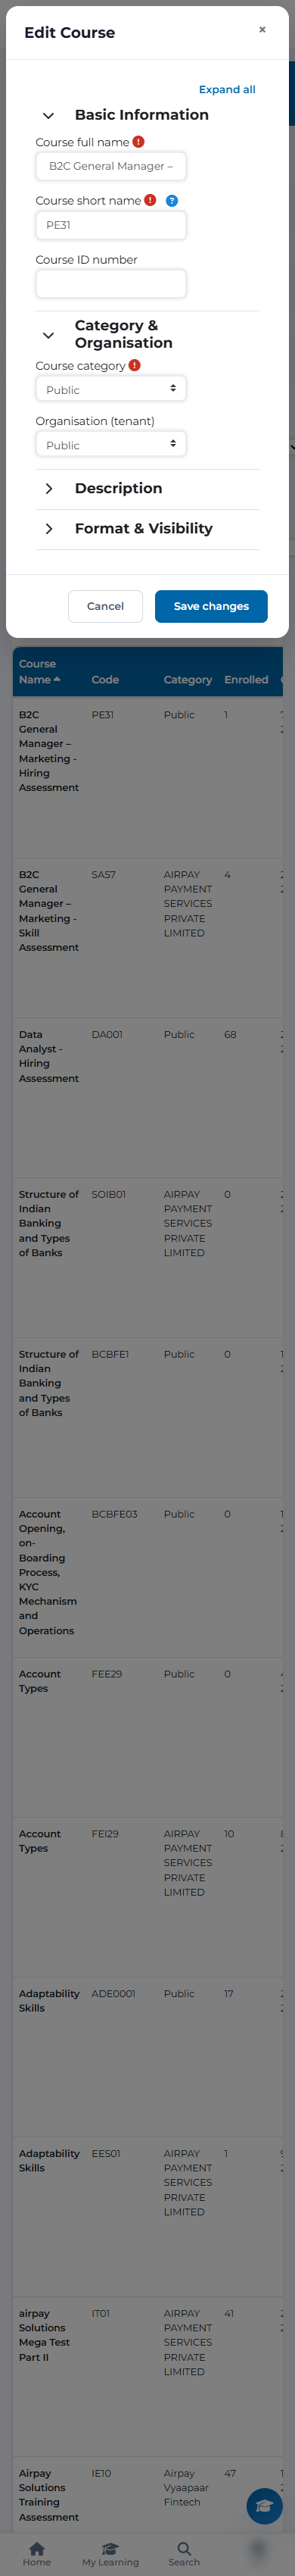 Edit Course
×
Expand all
Basic Information
Course full name
B2C General Manager –
Course short name
PE31
Course ID number
Category &
Organisation
Course category
Public
Organisation (tenant)
Public
Description
Format & Visibility
Cancel
Save changes
Course
Name
Code
Category
Enrolled
B2C
General
Manager –
Marketing -
Hiring
Assessment
PE31
Public
1
B2C
General
Manager –
Marketing -
Skill
Assessment
SA57
AIRPAY
PAYMENT
SERVICES
PRIVATE
LIMITED
4
Data
Analyst -
Hiring
Assessment
DA001
Public
68
Structure of
Indian
Banking
and Types
of Banks
SOIB01
AIRPAY
PAYMENT
SERVICES
PRIVATE
LIMITED
0
Structure of
Indian
Banking
and Types
of Banks
BCBFE1
Public
0
Account
Opening,
on-
Boarding
Process,
KYC
Mechanism
and
Operations
BCBFE03
Public
0
Account
Types
FEE29
Public
0
Account
Types
FEI29
AIRPAY
PAYMENT
SERVICES
PRIVATE
LIMITED
10
Adaptability
Skills
ADE0001
Public
17
Adaptability
Skills
EES01
AIRPAY
PAYMENT
SERVICES
PRIVATE
LIMITED
1
airpay
Solutions
Mega Test
Part II
IT01
AIRPAY
PAYMENT
SERVICES
PRIVATE
LIMITED
41
Airpay
Solutions
Training
Assessment
IE10
Airpay
Vyaapaar
Fintech
47
Home
My Learning
Search